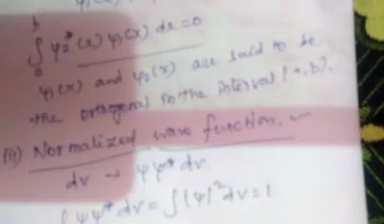 b
∫ ψ₂*(x) ψ₁(x) dx = 0
a
ψ₁(x) and ψ₂(x) are said to be
the orthogonal in the interval (a, b).
(ii) Normalized wave function.
dv → ψ ψ* dv.
∫ ψψ* dv = ∫ |ψ|² dv = 1